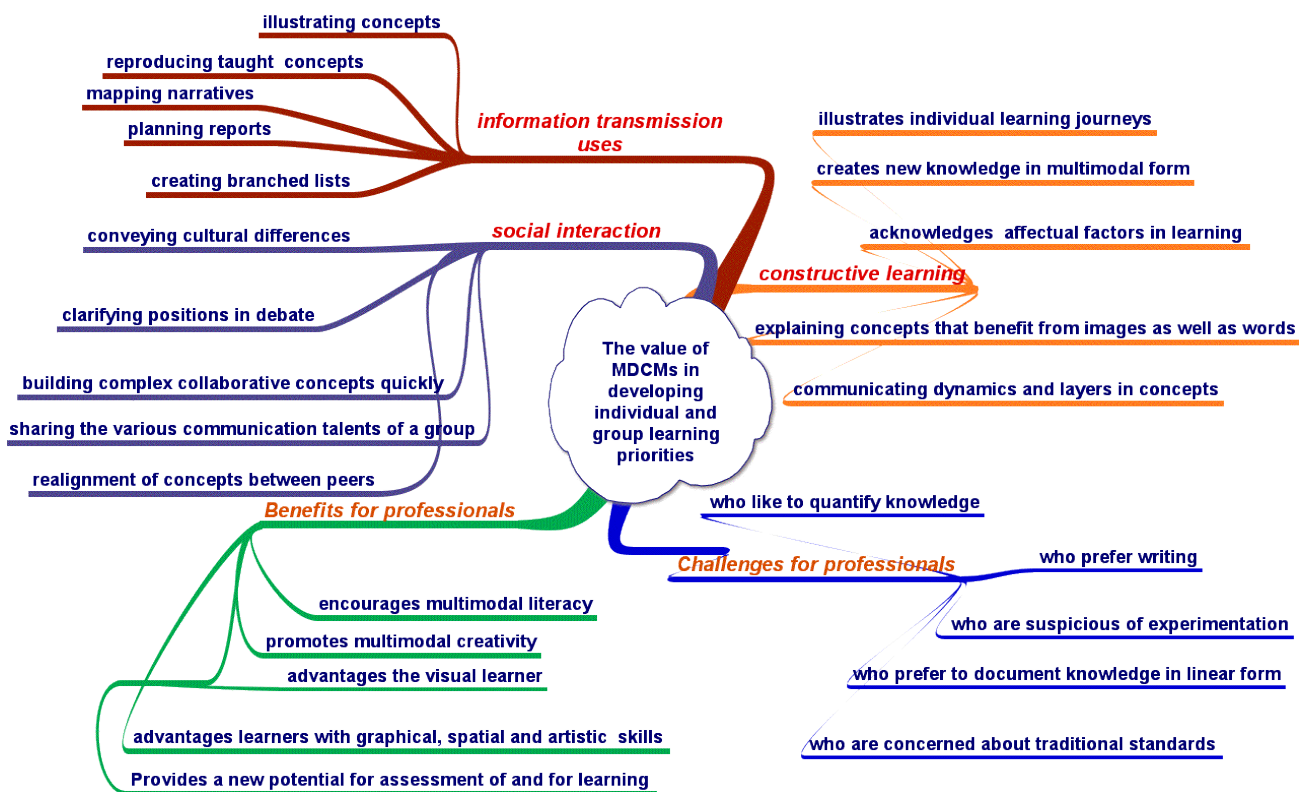 illustrating concepts
reproducing taught concepts
mapping narratives
planning reports
creating branched lists
information transmission
uses
conveying cultural differences
social interaction
clarifying positions in debate
building complex collaborative concepts quickly
sharing the various communication talents of a group
realignment of concepts between peers
illustrates individual learning journeys
creates new knowledge in multimodal form
acknowledges affectual factors in learning
constructive learning
explaining concepts that benefit from images as well as words
communicating dynamics and layers in concepts
The value of
MDCMs in
developing
individual and
group learning
priorities
Benefits for professionals
encourages multimodal literacy
promotes multimodal creativity
advantages the visual learner
advantages learners with graphical, spatial and artistic skills
Provides a new potential for assessment of and for learning
who like to quantify knowledge
Challenges for professionals
who prefer writing
who are suspicious of experimentation
who prefer to document knowledge in linear form
who are concerned about traditional standards